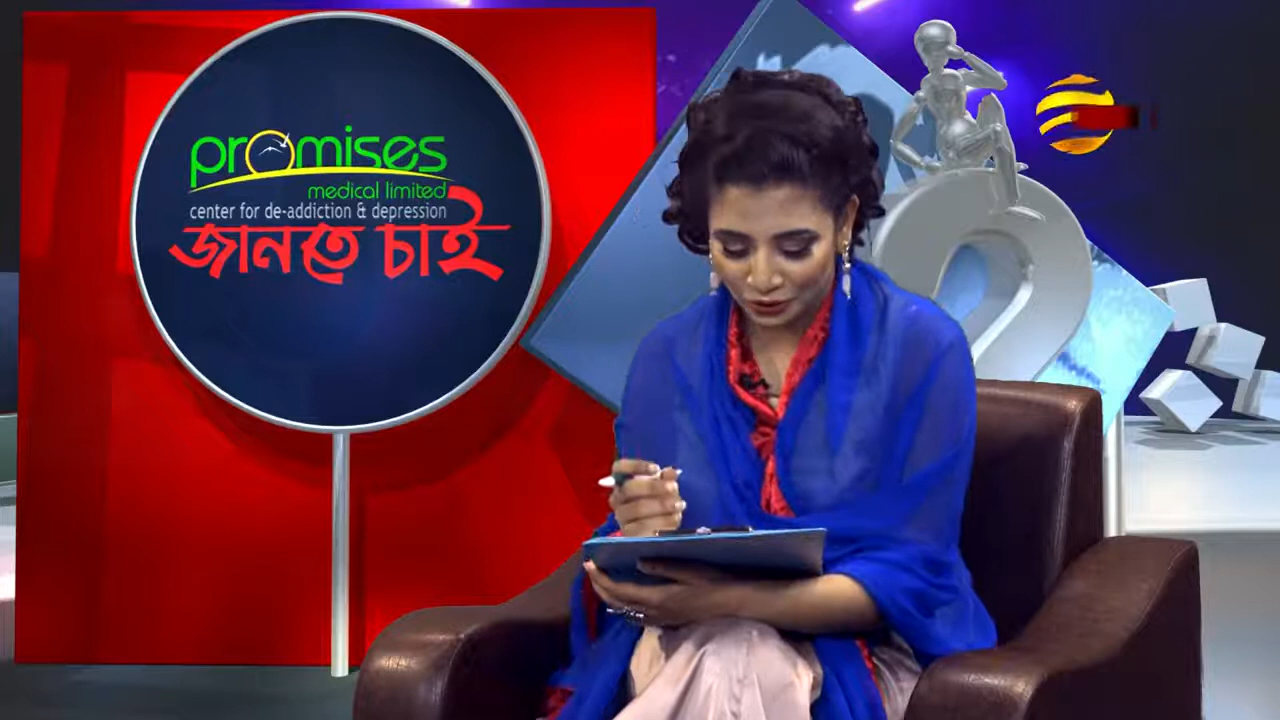 promises
medical limited
center for de-addiction & depression
জানতে চাই